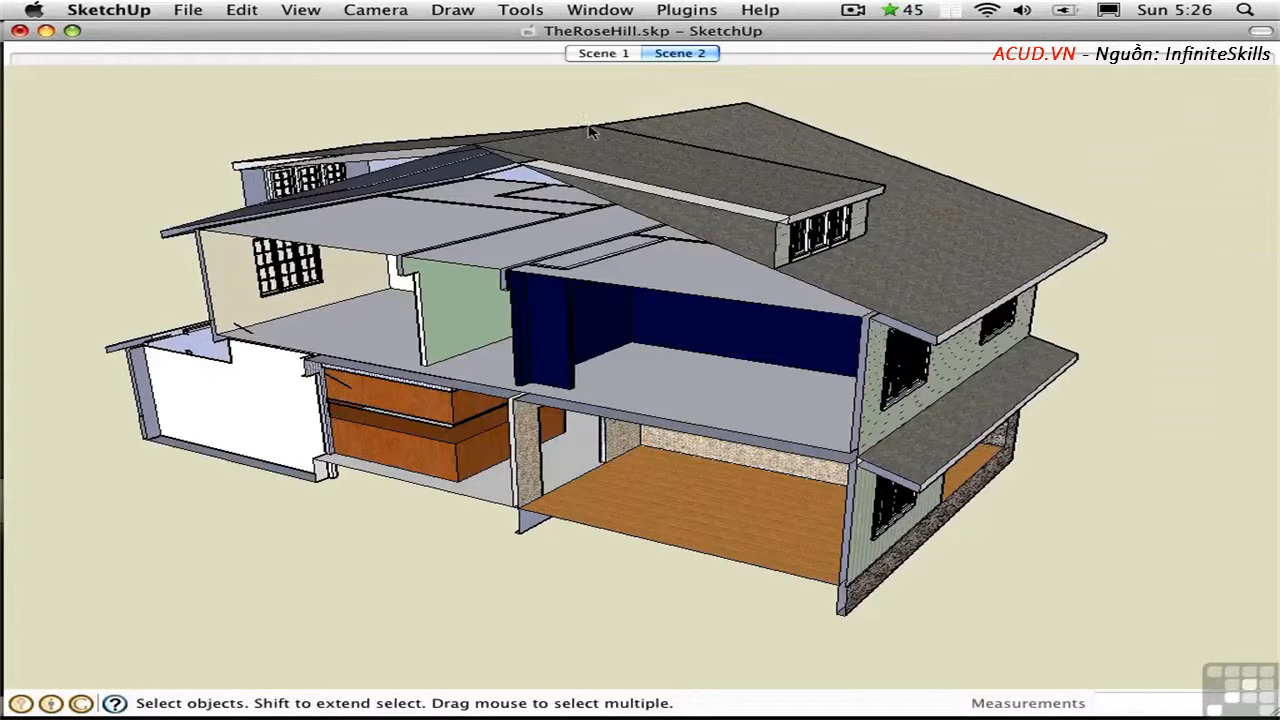 SketchUp File Edit View Camera Draw Tools Window Plugins Help 45 Sun 5:26
TheRoseHill.skp – SketchUp
Scene 1 Scene 2
ACUD.VN - Nguồn: InfiniteSkills
Select objects. Shift to extend select. Drag mouse to select multiple. Measurements